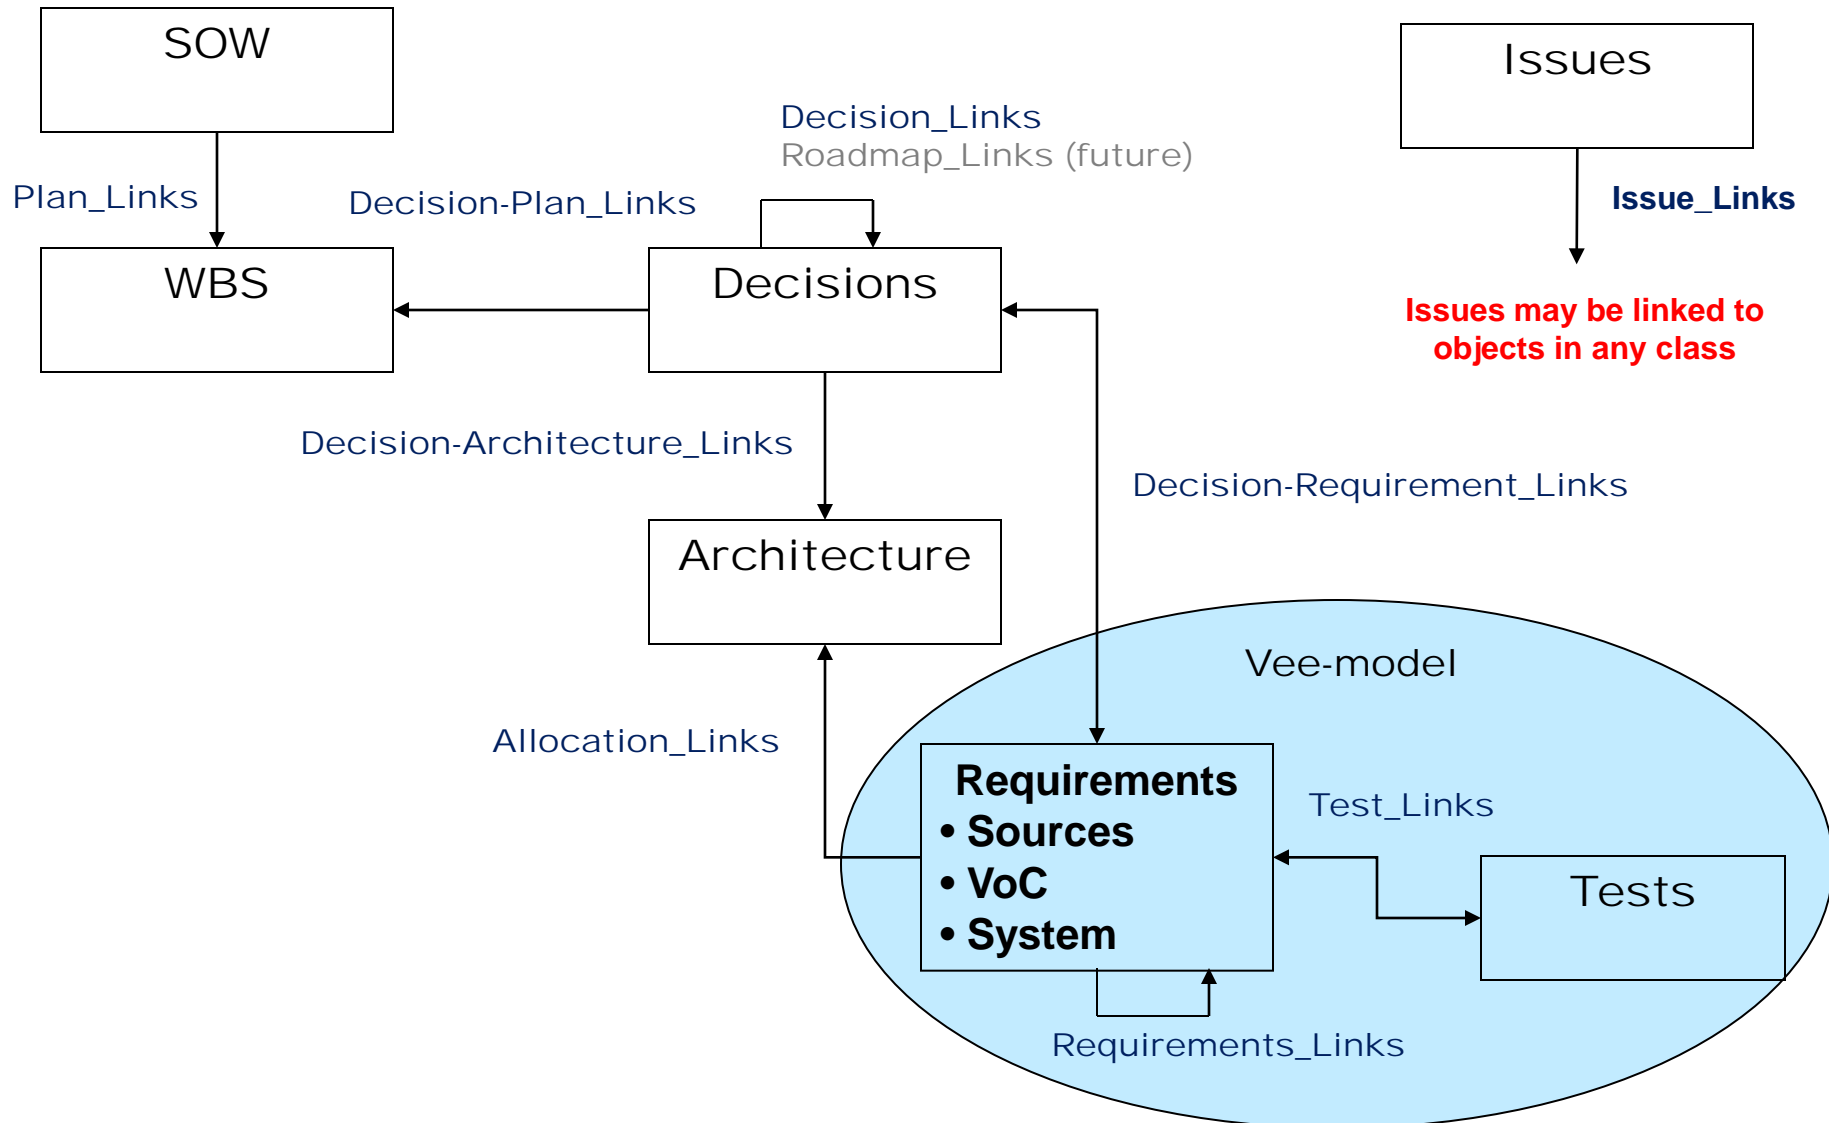 SOW
Issues
Decision_Links
Roadmap_Links (future)
Plan_Links
Decision-Plan_Links
Issue_Links
WBS
Decisions
Issues may be linked to
objects in any class
Decision-Architecture_Links
Decision-Requirement_Links
Architecture
Vee-model
Allocation_Links
Requirements
• Sources
• VoC
• System
Test_Links
Tests
Requirements_Links